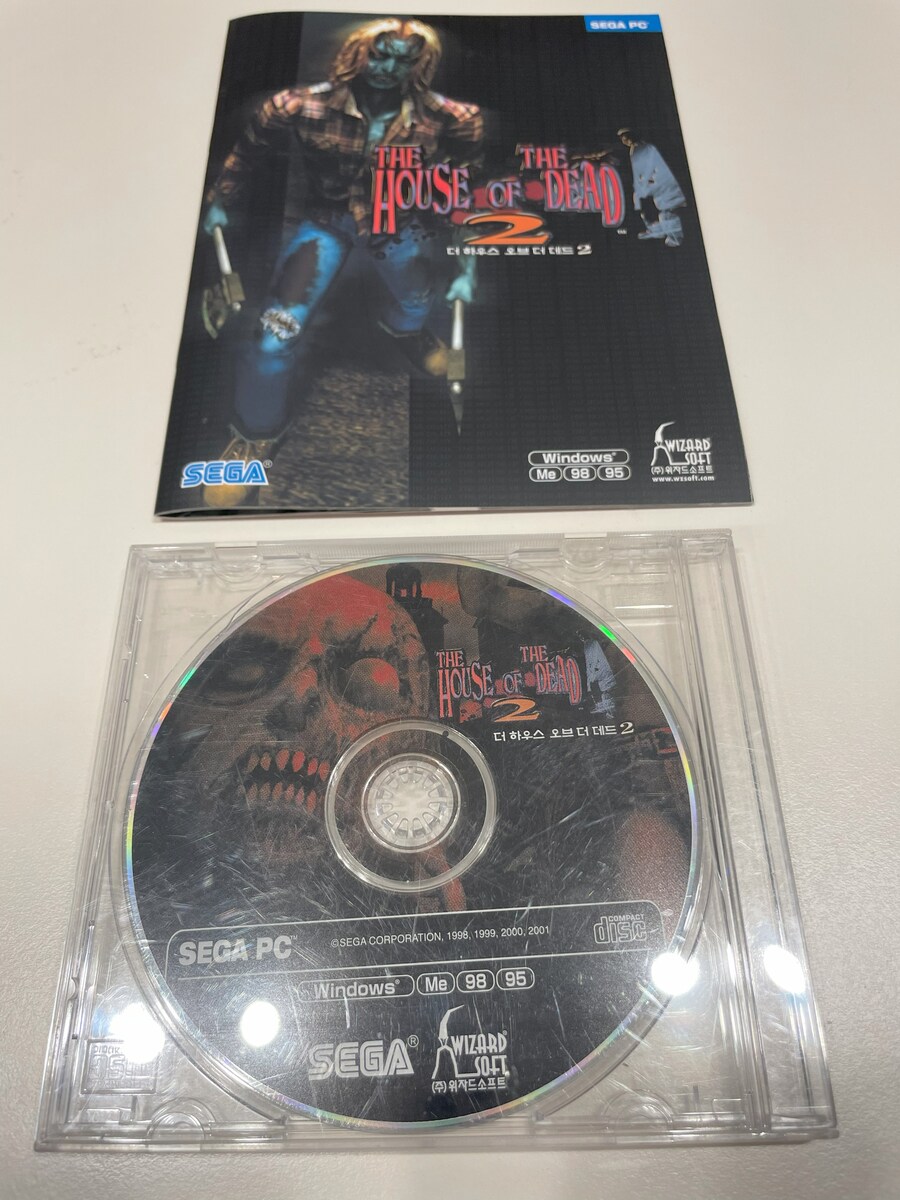 SEGA PC™
THE HOUSE OF THE DEAD
2
™
더 하우스 오브 더 데드 2
SEGA®
Windows®
Me 98 95
WIZARD SOFT®
(주)위자드소프트
www.wzsoft.com
THE HOUSE OF THE DEAD
2
더 하우스 오브 더 데드 2
SEGA PC™
©SEGA CORPORATION, 1998, 1999, 2000, 2001
COMPACT disc
Windows® Me 98 95
SEGA®
WIZARD SOFT®
(주)위자드소프트